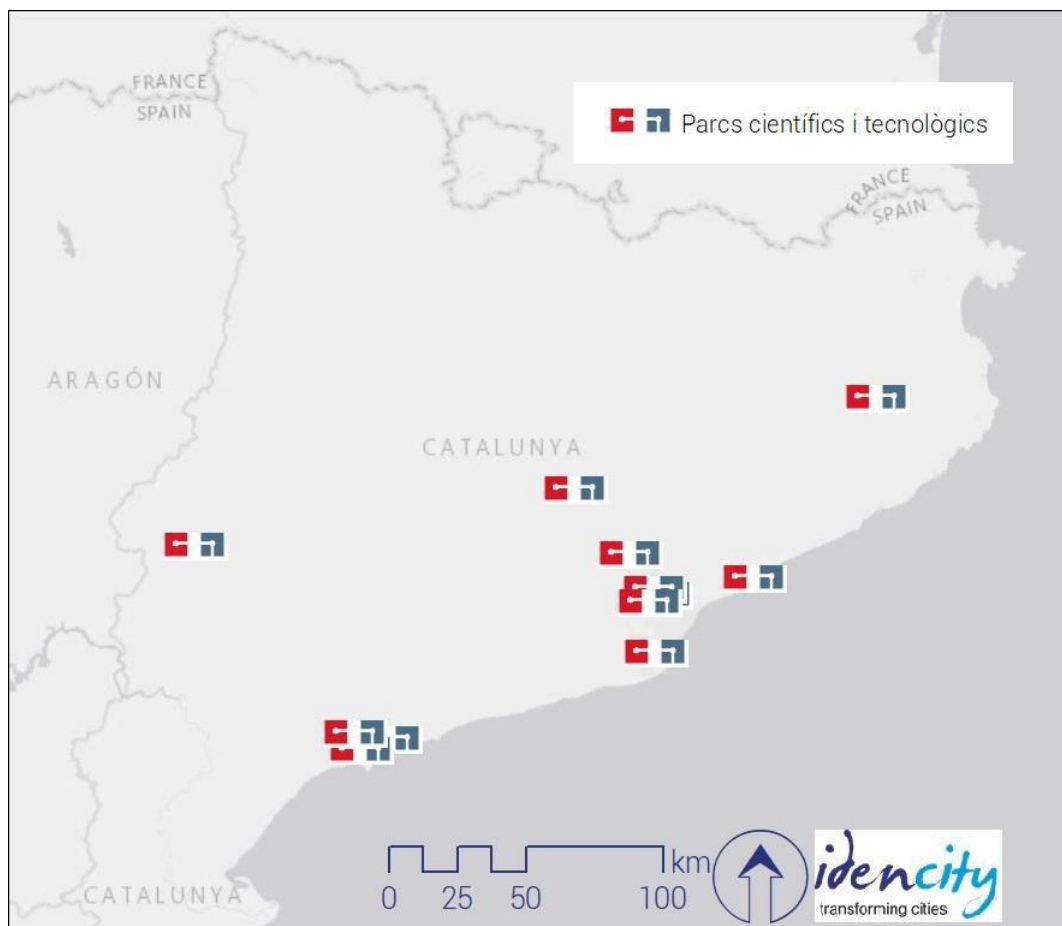 FRANCE
SPAIN
Parcs científics i tecnològics
FRANCE
SPAIN
ARAGÓN
CATALUNYA
km
0 25 50 100
CATALUNYA
idencity
transforming cities